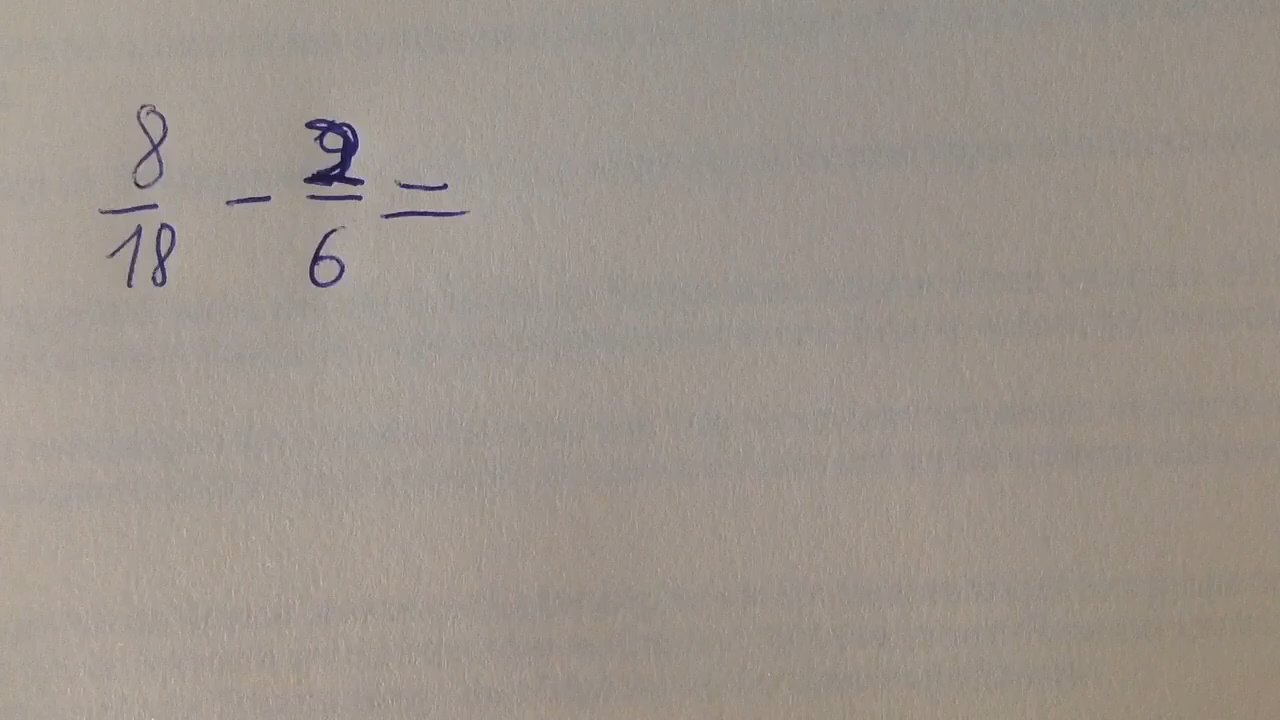 8/18 - 2/6 =